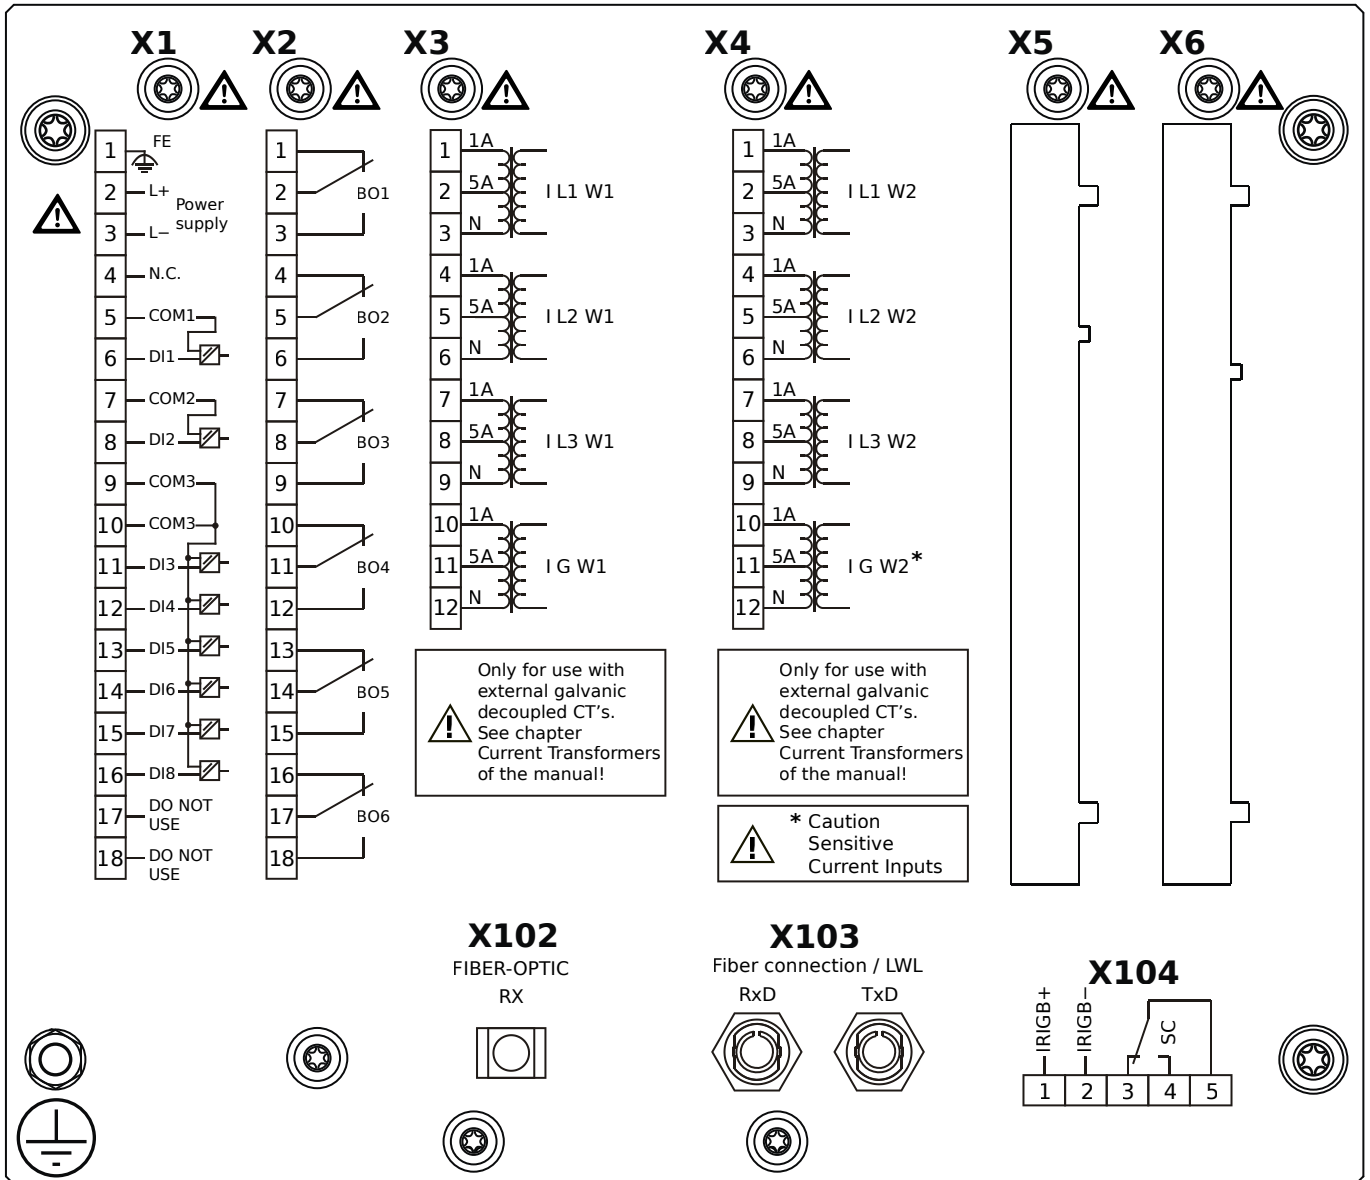 X1
X2
X3
X4
X5
X6
1
FE
2
L+
Power
supply
3
L−
4
N.C.
5
COM1
6
DI1
7
COM2
8
DI2
9
COM3
10
COM3
11
DI3
12
DI4
13
DI5
14
DI6
15
DI7
16
DI8
17
DO NOT
USE
18
DO NOT
USE
1
2
BO1
3
4
5
BO2
6
7
8
BO3
9
10
11
BO4
12
13
14
BO5
15
16
17
BO6
18
1
1A
2
5A
I L1 W1
3
N
4
1A
5
5A
I L2 W1
6
N
7
1A
8
5A
I L3 W1
9
N
10
1A
11
5A
I G W1
12
N
Only for use with
external galvanic
decoupled CT's.
See chapter
Current Transformers
of the manual!
1
1A
2
5A
I L1 W2
3
N
4
1A
5
5A
I L2 W2
6
N
7
1A
8
5A
I L3 W2
9
N
10
1A
11
5A
I G W2*
12
N
Only for use with
external galvanic
decoupled CT's.
See chapter
Current Transformers
of the manual!
* Caution
Sensitive
Current Inputs
X102
FIBER-OPTIC
RX
X103
Fiber connection / LWL
RxD
TxD
X104
IRIGB+
IRIGB−
SC
1
2
3
4
5